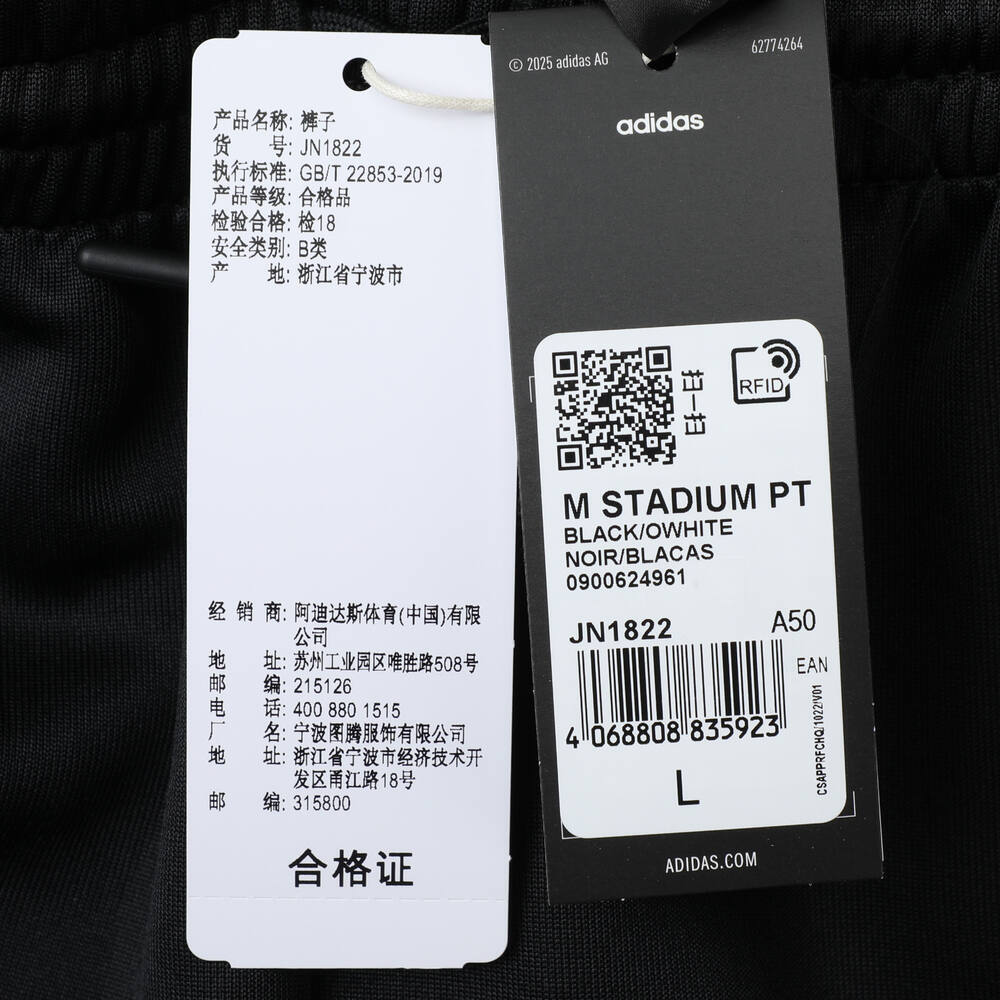 产品名称: 裤子
货 号: JN1822
执行标准: GB/T 22853-2019
产品等级: 合格品
检验合格: 检18
安全类别: B类
产 地: 浙江省宁波市
经 销 商: 阿迪达斯体育(中国)有限
公司
地 址: 苏州工业园区唯胜路508号
邮 编: 215126
电 话: 400 880 1515
厂 名: 宁波图腾服饰有限公司
地 址: 浙江省宁波市经济技术开
发区甬江路18号
邮 编: 315800
合格证
© 2025 adidas AG
62774264
adidas
扫一扫
RFID
M STADIUM PT
BLACK/OWHITE
NOIR/BLACAS
0900624961
JN1822 A50
EAN
4 068808 835923
CSAPPRFCHQ/1022/V01
L
ADIDAS.COM